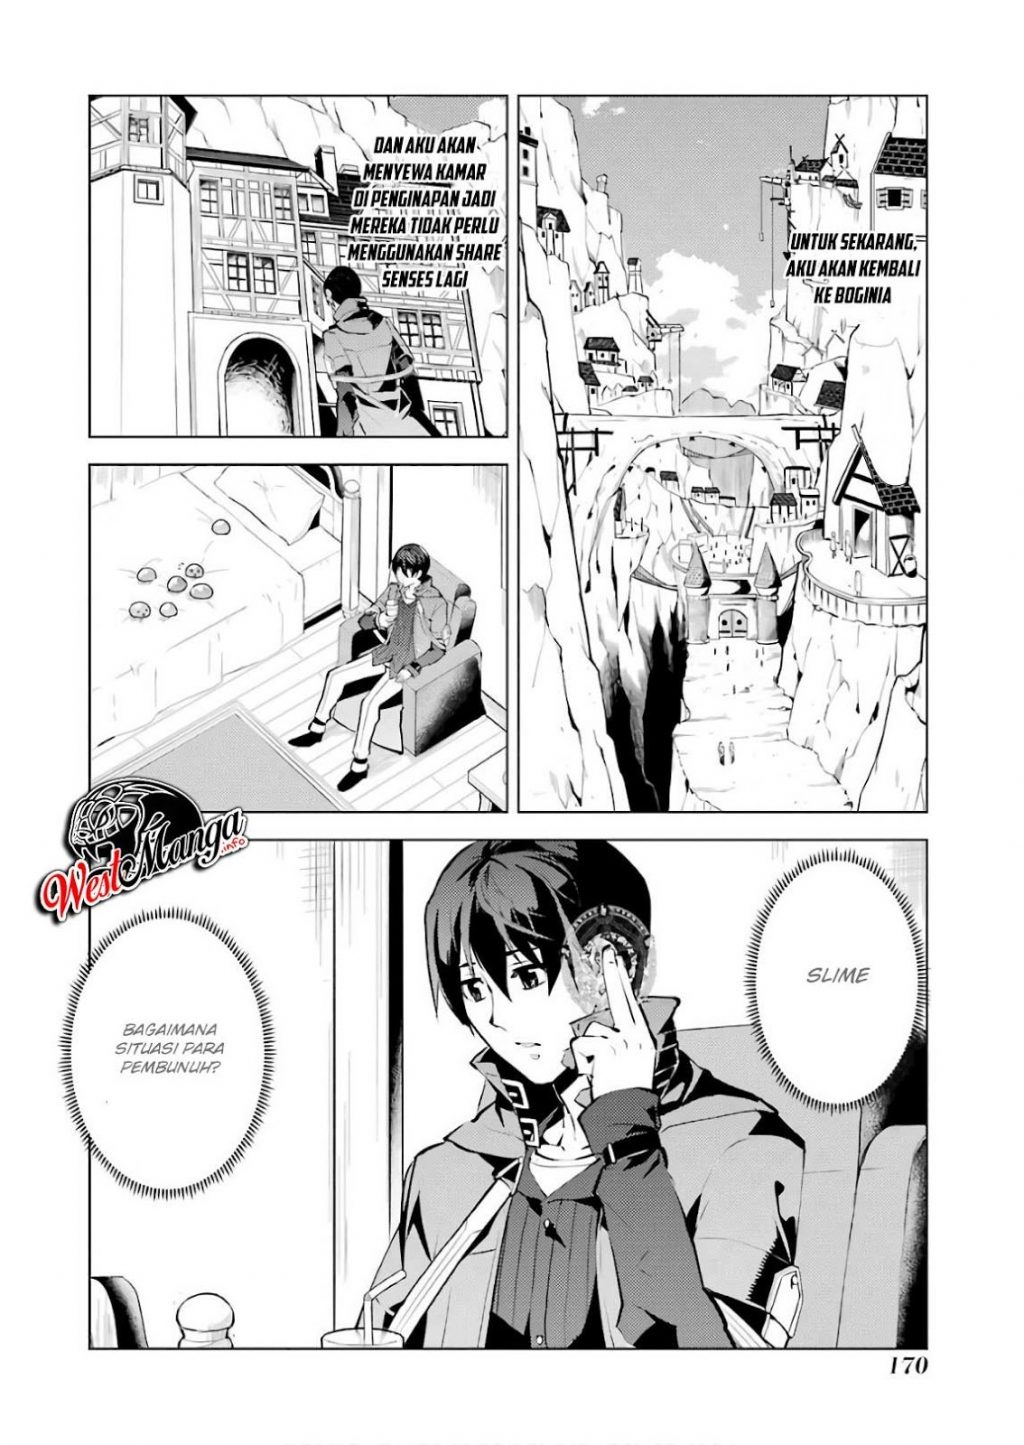 UNTUK SEKARANG,
AKU AKAN KEMBALI
KE BOGINIA
DAN AKU AKAN
MENYEWA KAMAR
DI PENGINAPAN JADI
MEREKA TIDAK PERLU
MENGGUNAKAN SHARE
SENSES LAGI
WestManga
.info
SLIME
BAGAIMANA
SITUASI PARA
PEMBUNUH?
170